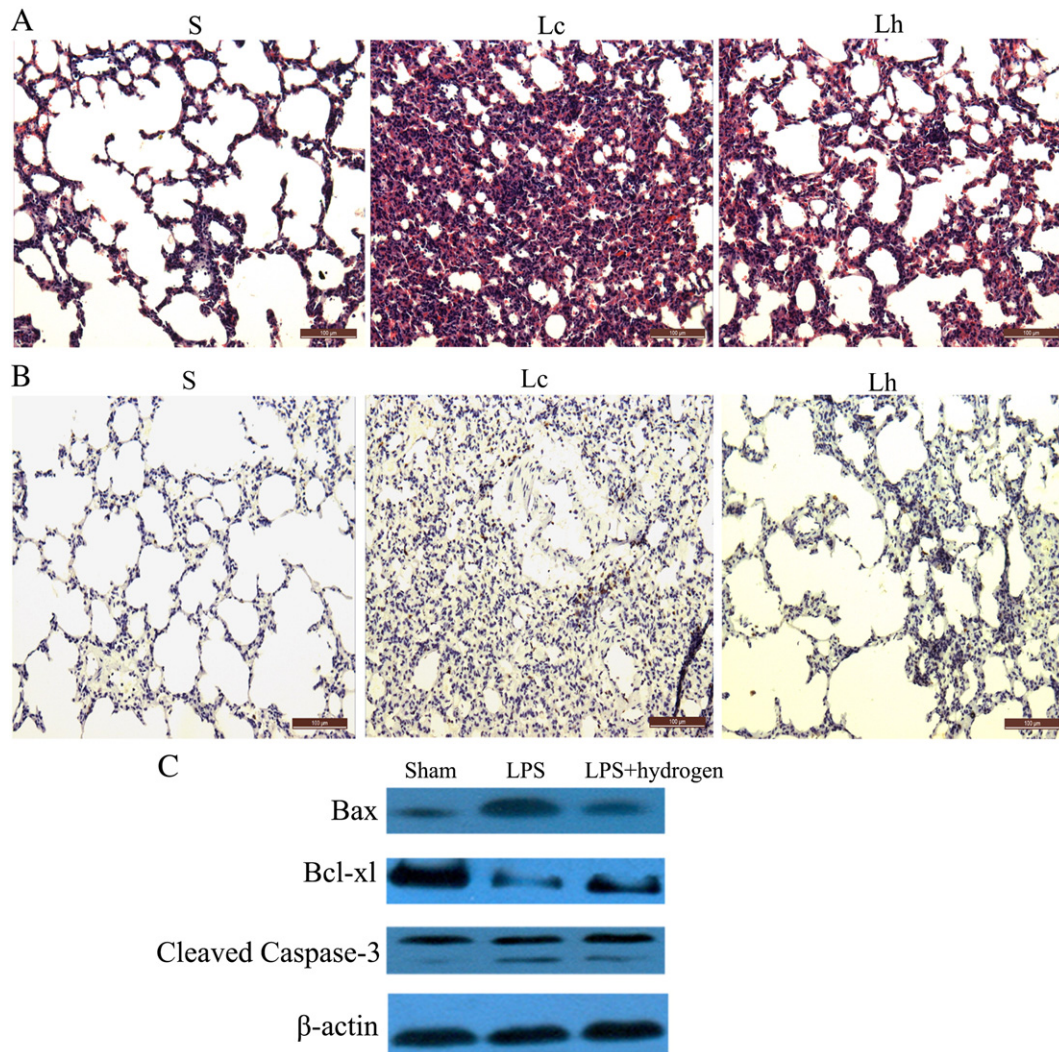 A
S Lc Lh
100 µm 100 µm 100 µm
B
S Lc Lh
100 µm 100 µm 100 µm
C
Sham LPS LPS+hydrogen
Bax
Bcl-xl
Cleaved Caspase-3
β-actin